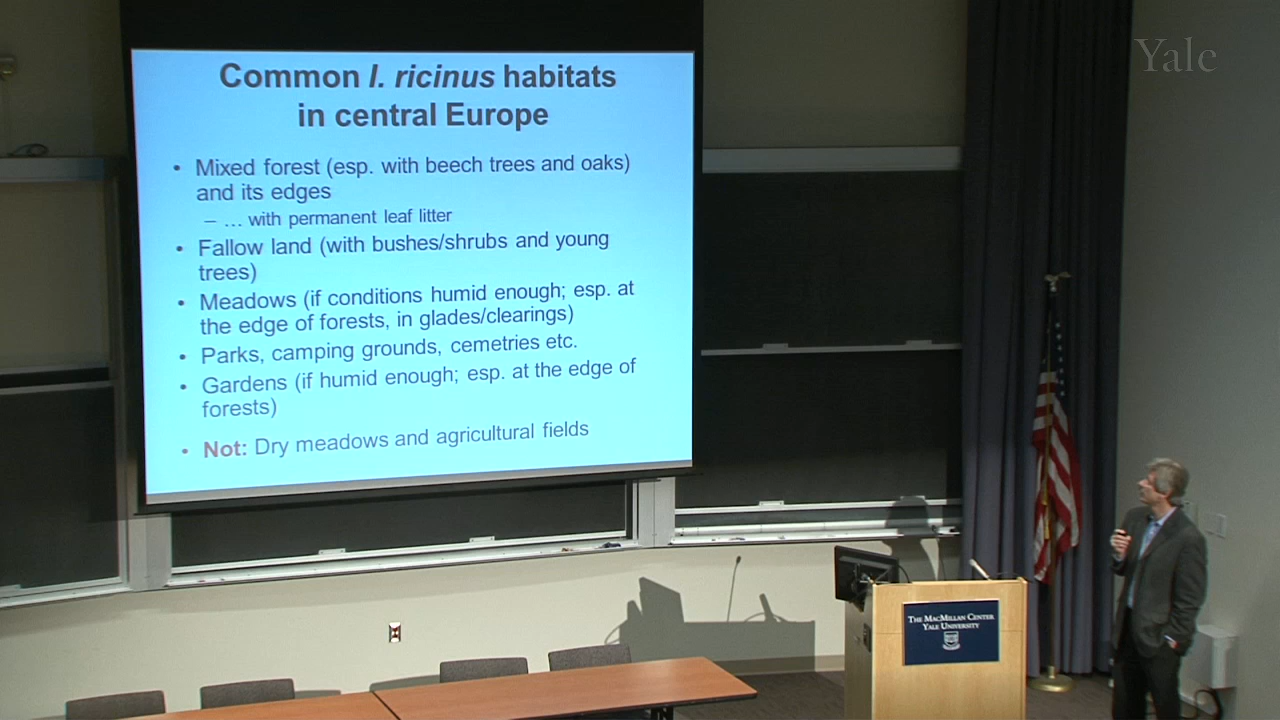 Yale
Common I. ricinus habitats
in central Europe
• Mixed forest (esp. with beech trees and oaks)
and its edges
– … with permanent leaf litter
• Fallow land (with bushes/shrubs and young
trees)
• Meadows (if conditions humid enough; esp. at
the edge of forests, in glades/clearings)
• Parks, camping grounds, cemetries etc.
• Gardens (if humid enough; esp. at the edge of
forests)
• Not: Dry meadows and agricultural fields
The MacMillan Center
Yale University